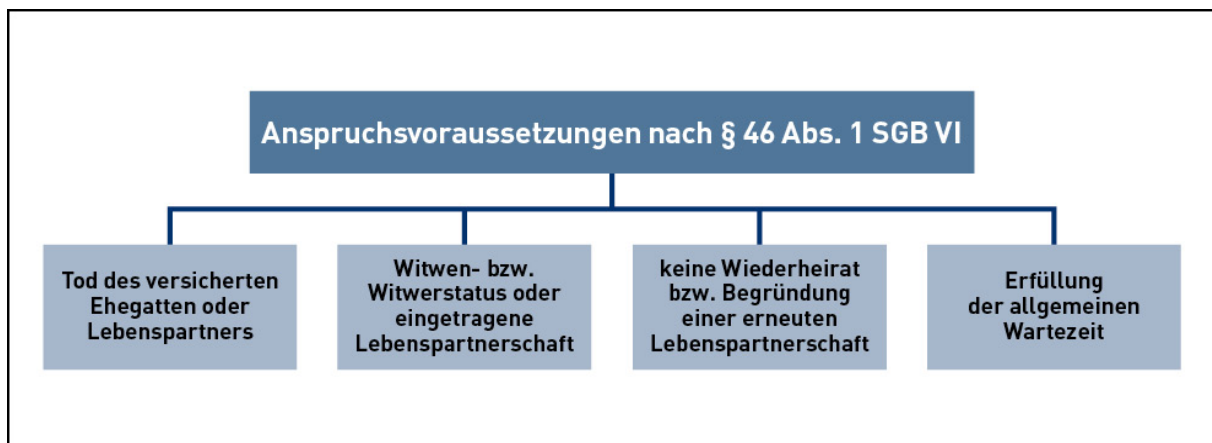 Anspruchsvoraussetzungen nach § 46 Abs. 1 SGB VI
Tod des versicherten
Ehegatten oder
Lebenspartners
Witwen- bzw.
Witwerstatus oder
eingetragene
Lebenspartnerschaft
keine Wiederheirat
bzw. Begründung
einer erneuten
Lebenspartnerschaft
Erfüllung
der allgemeinen
Wartezeit